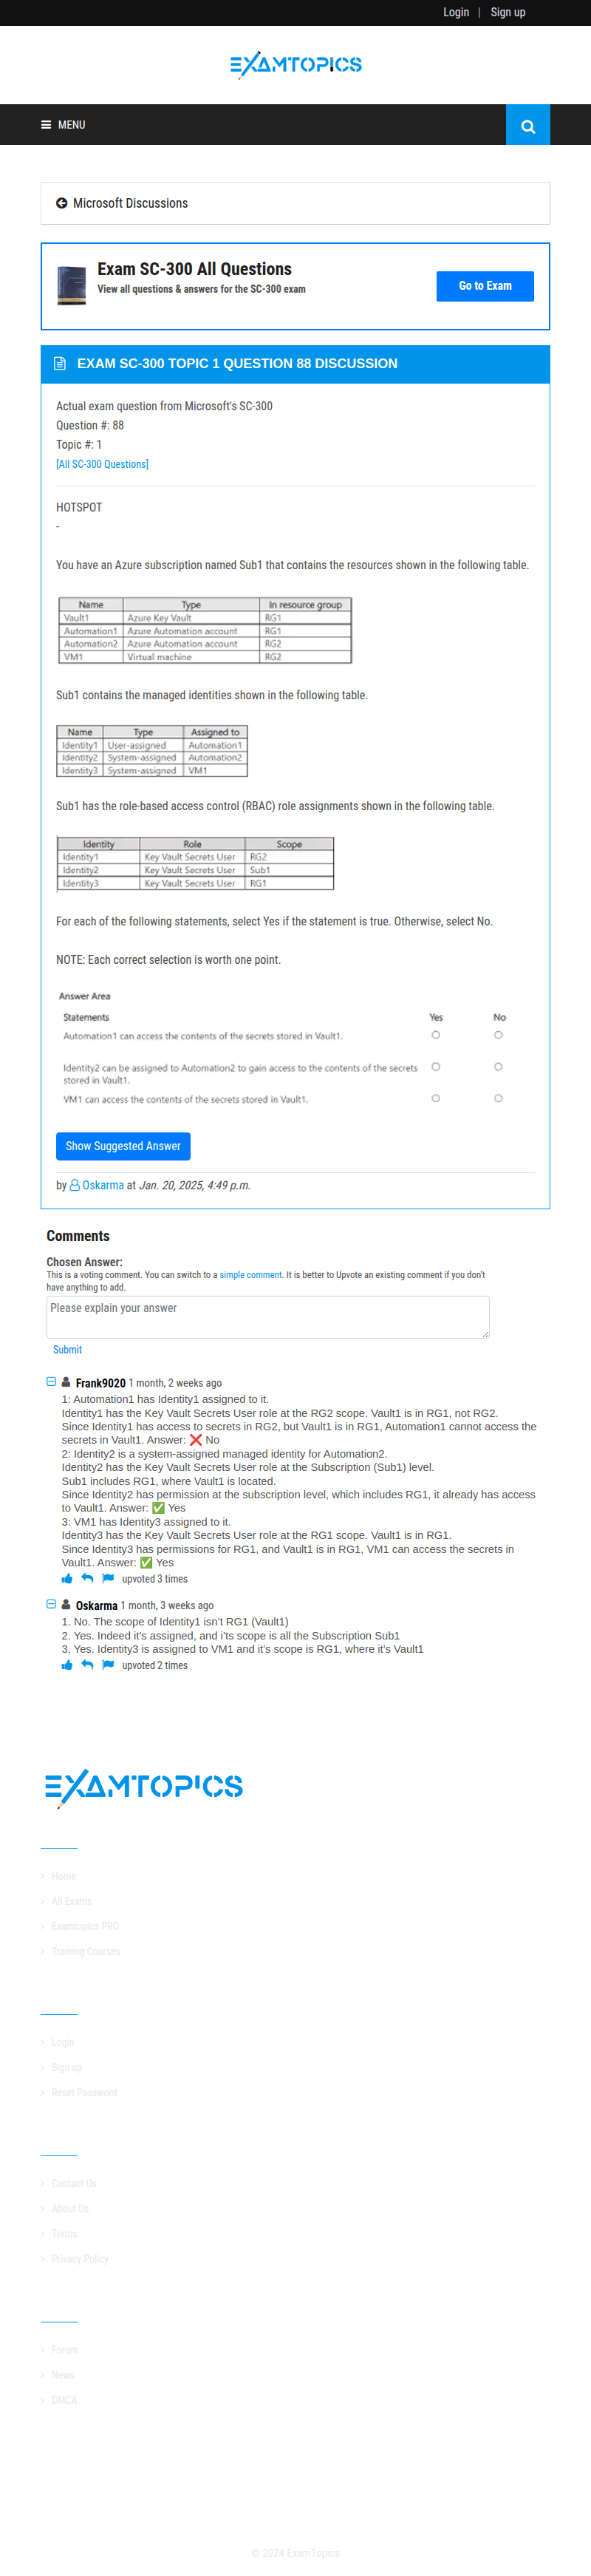 Login | Sign up
EXAMTOPICS
MENU
Microsoft Discussions
Exam SC-300 All Questions
View all questions & answers for the SC-300 exam
Go to Exam
EXAM SC-300 TOPIC 1 QUESTION 88 DISCUSSION
Actual exam question from Microsoft's SC-300
Question #: 88
Topic #: 1
[All SC-300 Questions]
HOTSPOT
-
You have an Azure subscription named Sub1 that contains the resources shown in the following table.
Name Type In resource group
Vault1 Azure Key Vault RG1
Automation1 Azure Automation account RG1
Automation2 Azure Automation account RG2
VM1 Virtual machine RG2
Sub1 contains the managed identities shown in the following table.
Name Type Assigned to
Identity1 User-assigned Automation1
Identity2 System-assigned Automation2
Identity3 System-assigned VM1
Sub1 has the role-based access control (RBAC) role assignments shown in the following table.
Identity Role Scope
Identity1 Key Vault Secrets User RG2
Identity2 Key Vault Secrets User Sub1
Identity3 Key Vault Secrets User RG1
For each of the following statements, select Yes if the statement is true. Otherwise, select No.
NOTE: Each correct selection is worth one point.
Answer Area
Statements Yes No
Automation1 can access the contents of the secrets stored in Vault1.
Identity2 can be assigned to Automation2 to gain access to the contents of the secrets
stored in Vault1.
VM1 can access the contents of the secrets stored in Vault1.
Show Suggested Answer
by Oskarma at Jan. 20, 2025, 4:49 p.m.
Comments
Chosen Answer:
This is a voting comment. You can switch to a simple comment. It is better to Upvote an existing comment if you don't
have anything to add.
Please explain your answer
Submit
Frank9020 1 month, 2 weeks ago
1: Automation1 has Identity1 assigned to it.
Identity1 has the Key Vault Secrets User role at the RG2 scope. Vault1 is in RG1, not RG2.
Since Identity1 has access to secrets in RG2, but Vault1 is in RG1, Automation1 cannot access the
secrets in Vault1. Answer: ❌ No
2: Identity2 is a system-assigned managed identity for Automation2.
Identity2 has the Key Vault Secrets User role at the Subscription (Sub1) level.
Sub1 includes RG1, where Vault1 is located.
Since Identity2 has permission at the subscription level, which includes RG1, it already has access
to Vault1. Answer: ✅ Yes
3: VM1 has Identity3 assigned to it.
Identity3 has the Key Vault Secrets User role at the RG1 scope. Vault1 is in RG1.
Since Identity3 has permissions for RG1, and Vault1 is in RG1, VM1 can access the secrets in
Vault1. Answer: ✅ Yes
upvoted 3 times
Oskarma 1 month, 3 weeks ago
1. No. The scope of Identity1 isn't RG1 (Vault1)
2. Yes. Indeed it's assigned, and i'ts scope is all the Subscription Sub1
3. Yes. Identity3 is assigned to VM1 and it's scope is RG1, where it's Vault1
upvoted 2 times
EXAMTOPICS
Home
All Exams
Examtopics PRO
Training Courses
Login
Sign up
Reset Password
Contact Us
About Us
Terms
Privacy Policy
Forum
News
DMCA
© 2024 ExamTopics